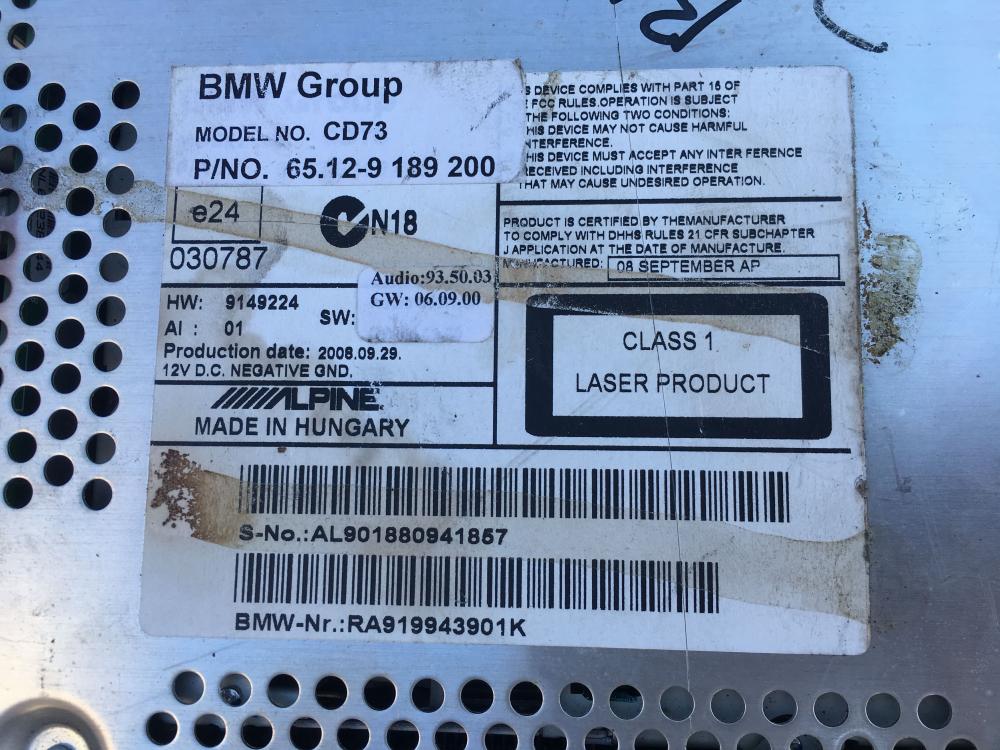 BMW Group
MODEL NO. CD73
P/NO. 65.12-9 189 200
DEVICE COMPLIES WITH PART 15 OF
FCC RULES.OPERATION IS SUBJECT
THE FOLLOWING TWO CONDITIONS:
HIS DEVICE MAY NOT CAUSE HARMFUL
NTERFERENCE.
HIS DEVICE MUST ACCEPT ANY INTER FERENCE
RECEIVED INCLUDING INTERFERENCE
THAT MAY CAUSE UNDESIRED OPERATION.
e24
030787
N18
PRODUCT IS CERTIFIED BY THEMANUFACTURER
TO COMPLY WITH DHHS RULES 21 CFR SUBCHAPTER
J APPLICATION AT THE DATE OF MANUFACTURE.
MANUFACTURED: 08 SEPTEMBER AP
HW: 9149224
AI : 01
SW:
Audio:93.50.03
GW: 06.09.00
Production date: 2008.09.29.
12V D.C. NEGATIVE GND.
ALPINE
MADE IN HUNGARY
CLASS 1
LASER PRODUCT
S-No.:AL901880941857
BMW-Nr.:RA919943901K